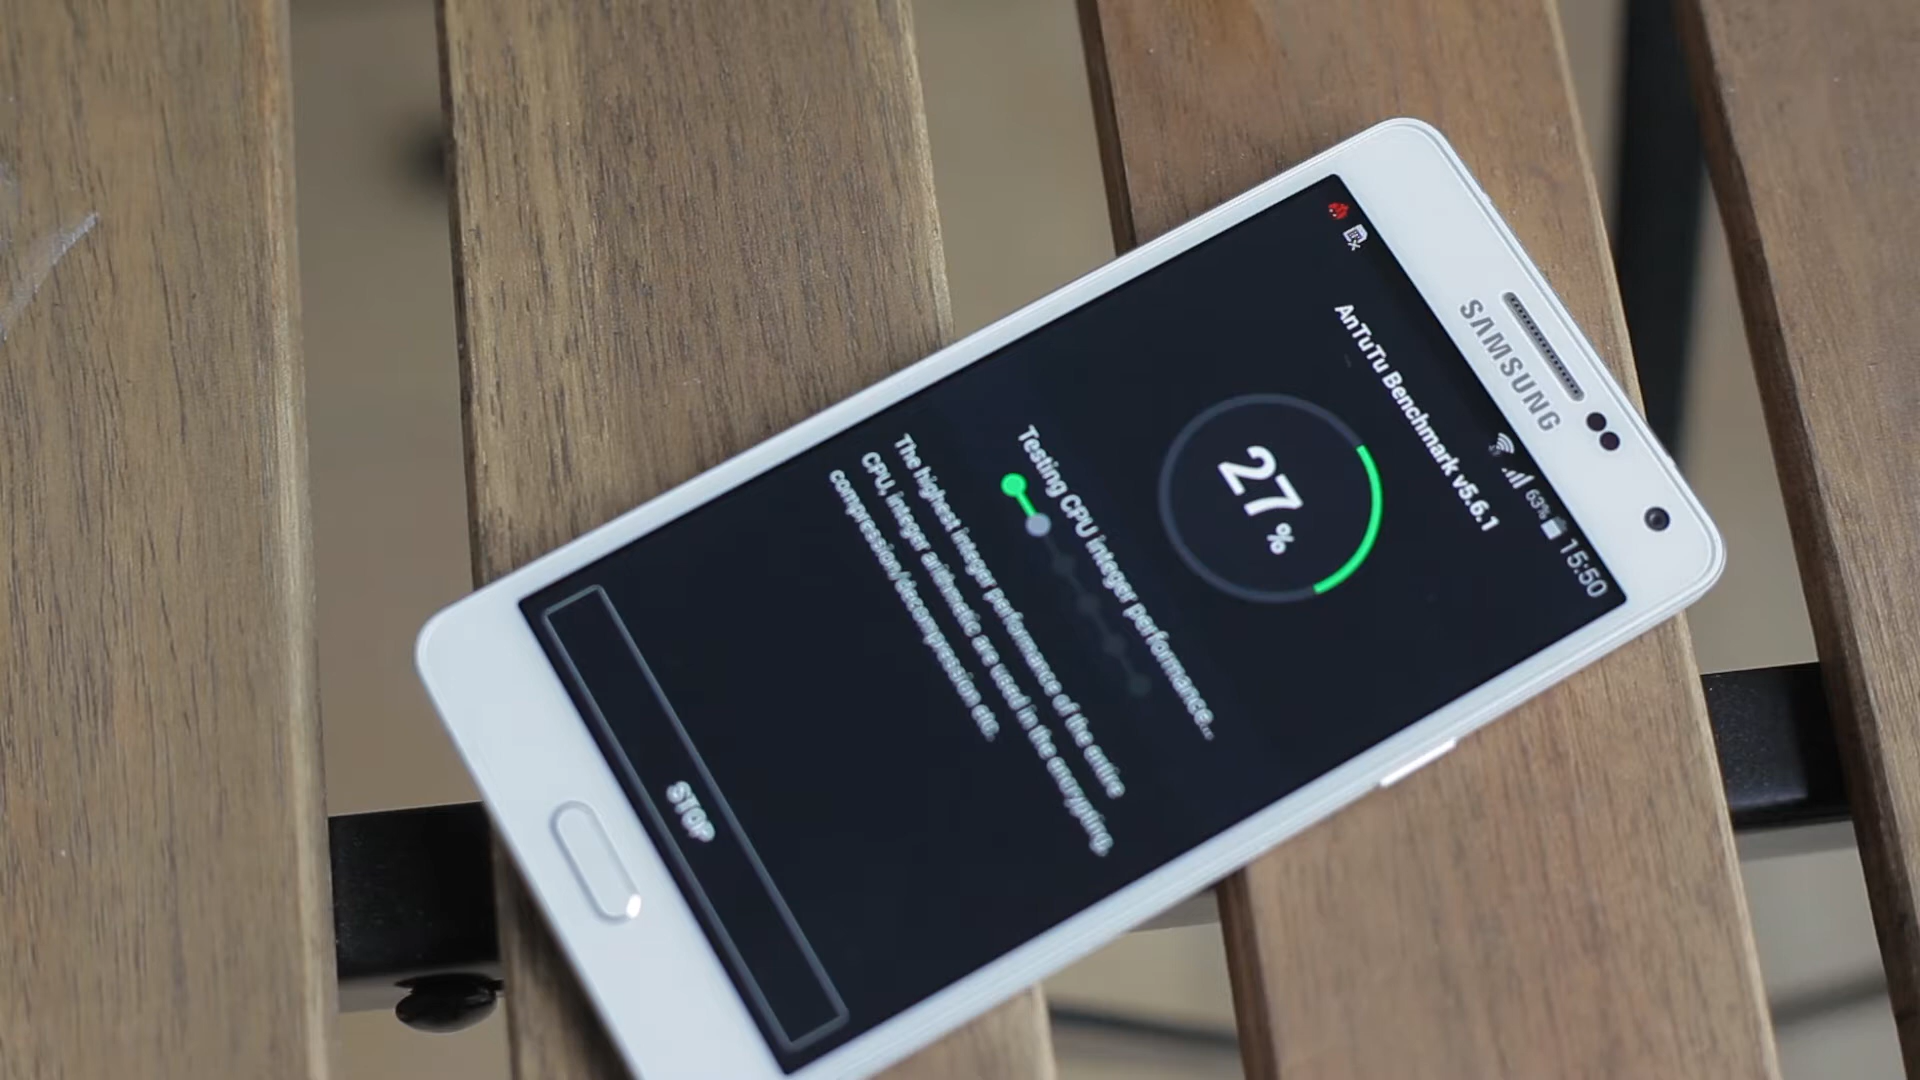 SAMSUNG
63% 15:50
AnTuTu Benchmark v5.6.1
27%
Testing CPU integer performance...
The highest integer performance of the entire
CPU, integer arithmetic are used in the encrypting,
compression/decompression etc.
STOP